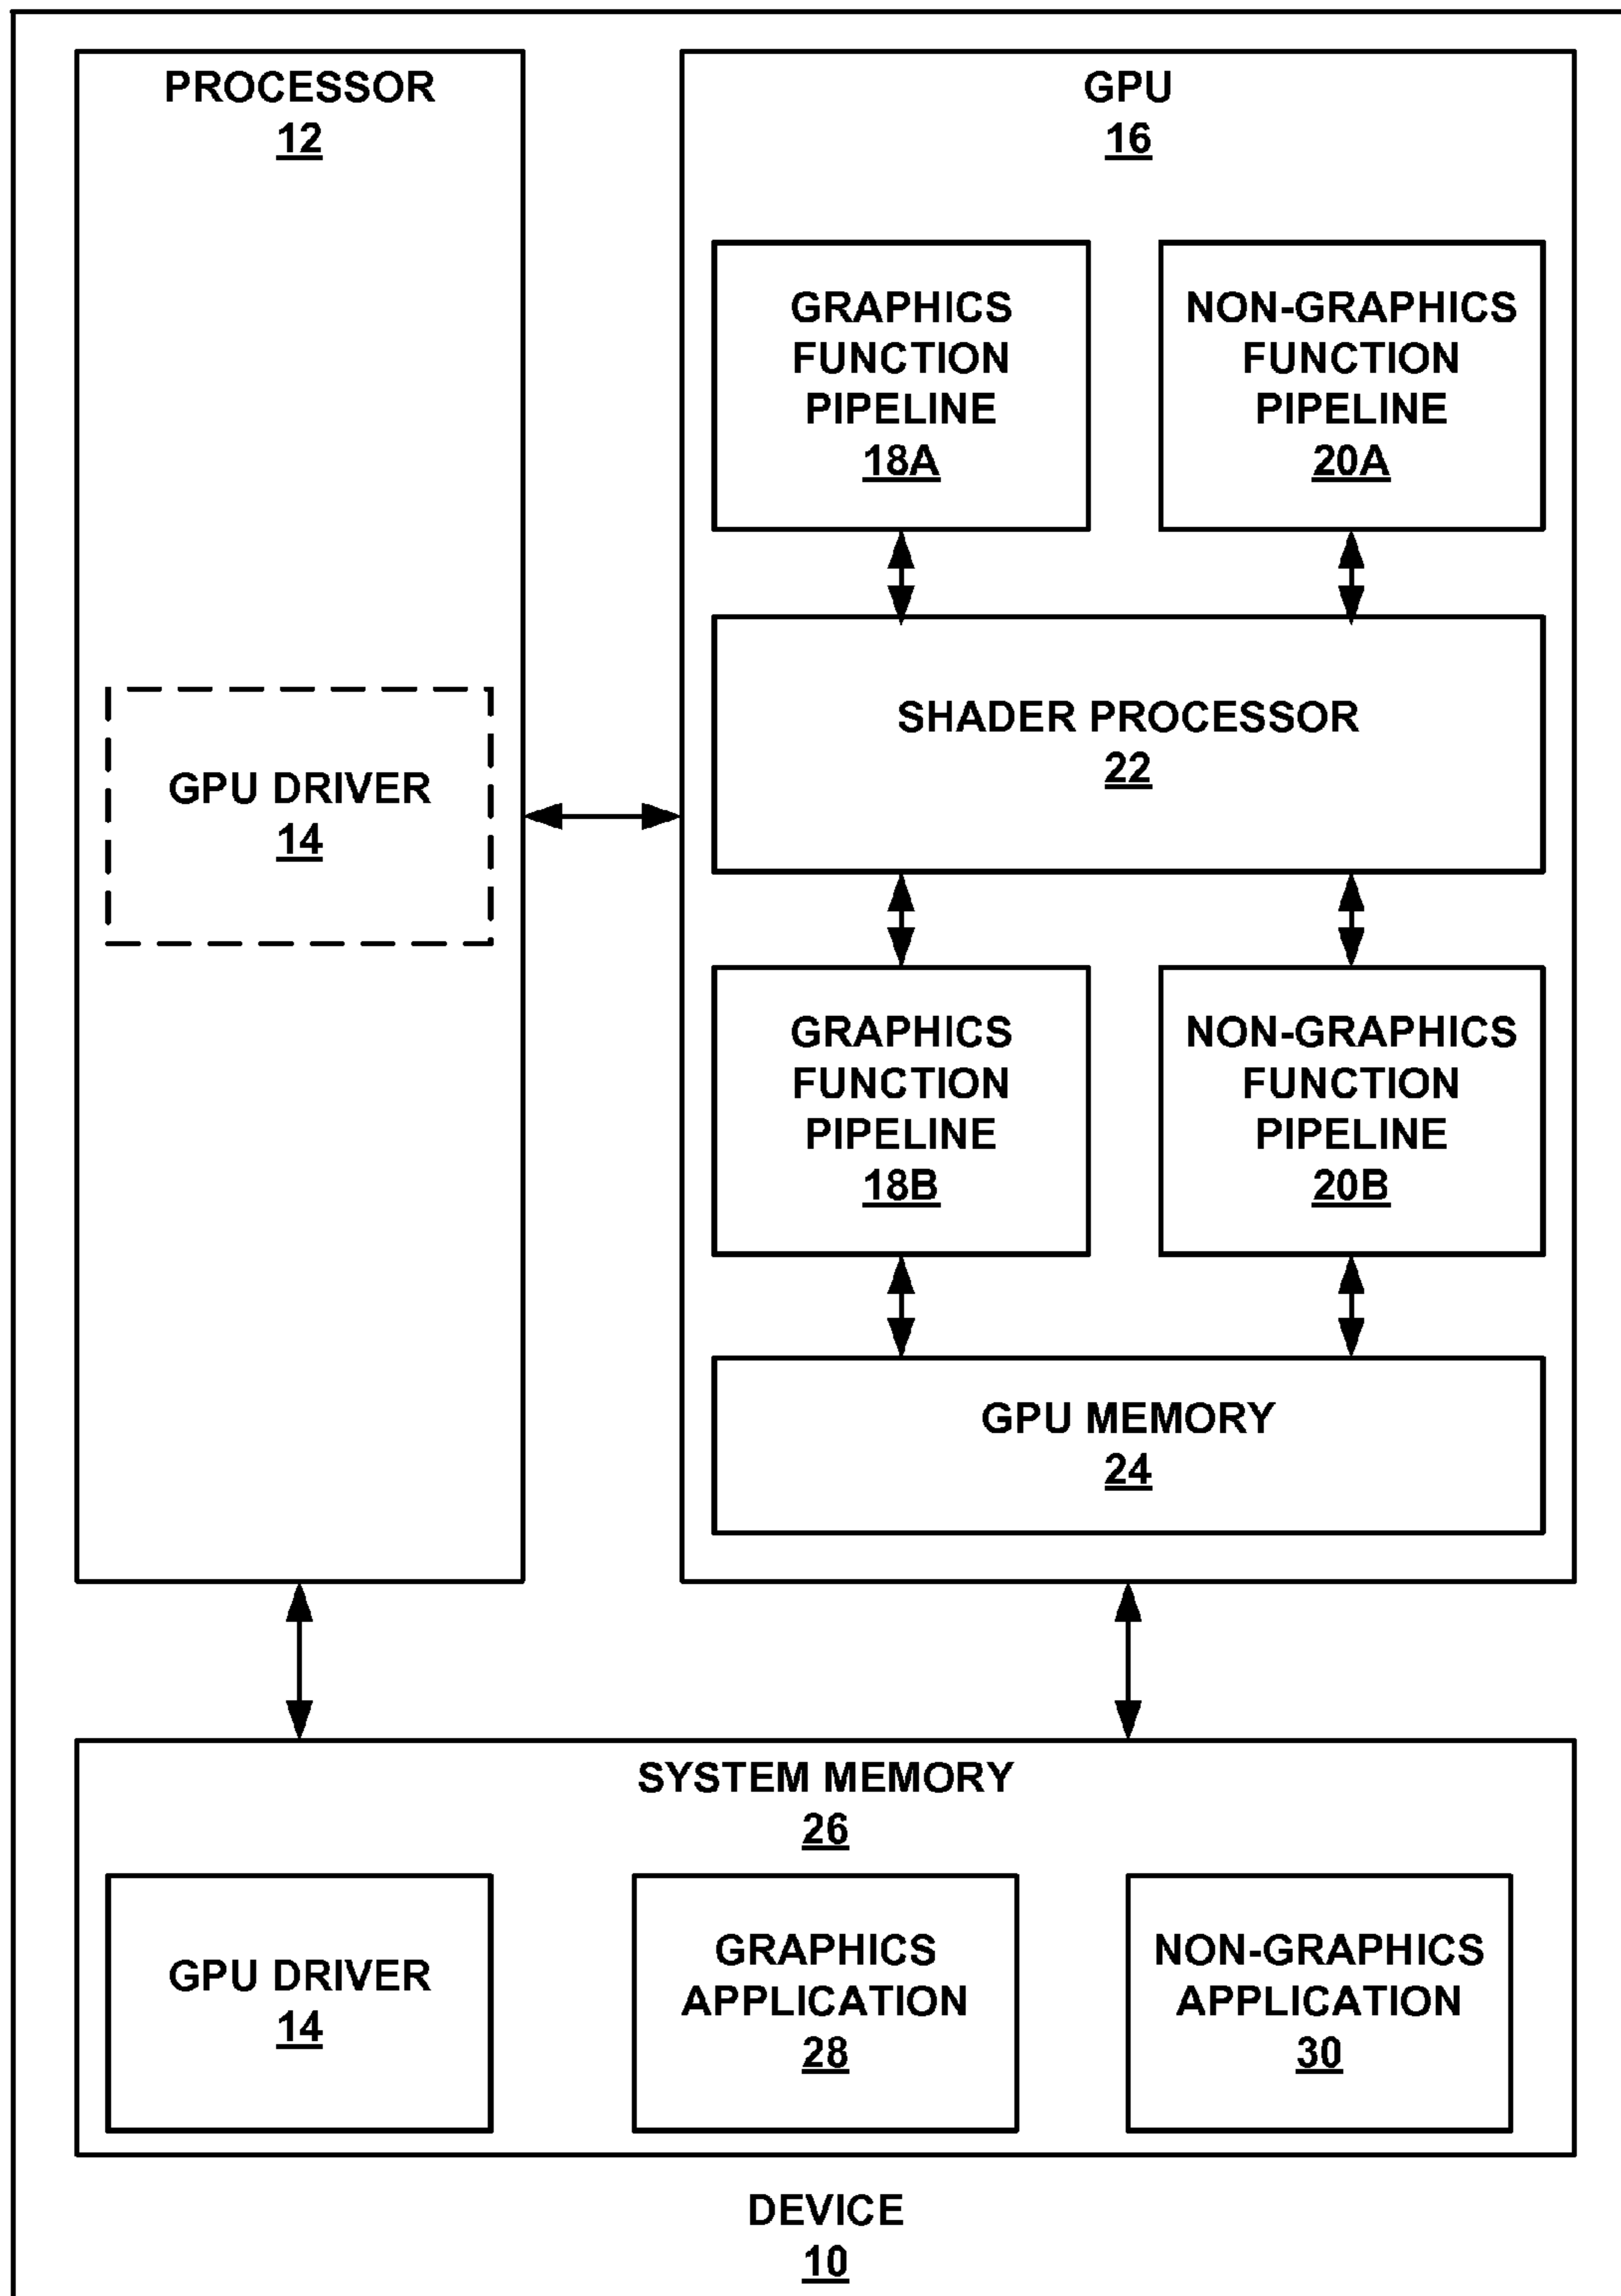 PROCESSOR
12
GPU DRIVER
14
GPU
16
GRAPHICS
FUNCTION
PIPELINE
18A
NON-GRAPHICS
FUNCTION
PIPELINE
20A
SHADER PROCESSOR
22
GRAPHICS
FUNCTION
PIPELINE
18B
NON-GRAPHICS
FUNCTION
PIPELINE
20B
GPU MEMORY
24
SYSTEM MEMORY
26
GPU DRIVER
14
GRAPHICS
APPLICATION
28
NON-GRAPHICS
APPLICATION
30
DEVICE
10